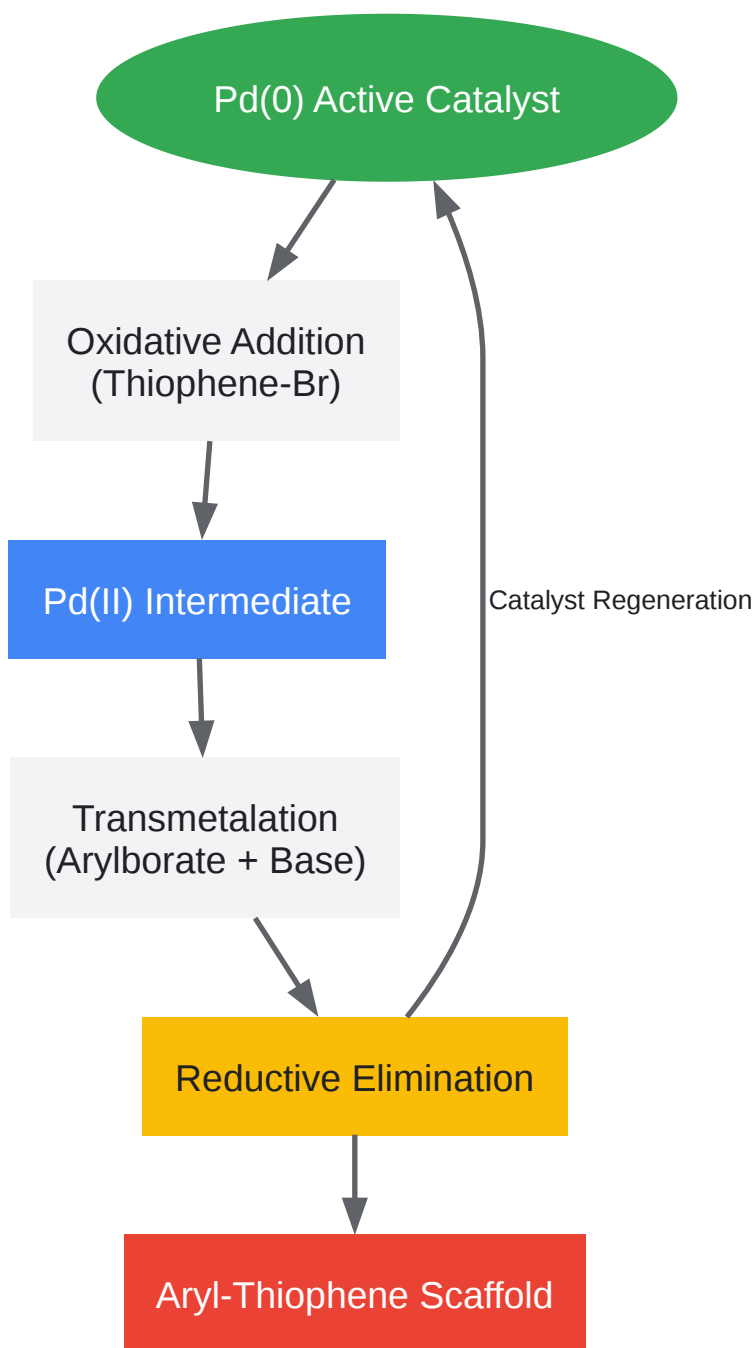 Pd(0) Active Catalyst
Oxidative Addition
(Thiophene-Br)
Pd(II) Intermediate
Catalyst Regeneration
Transmetalation
(Arylborate + Base)
Reductive Elimination
Aryl-Thiophene Scaffold